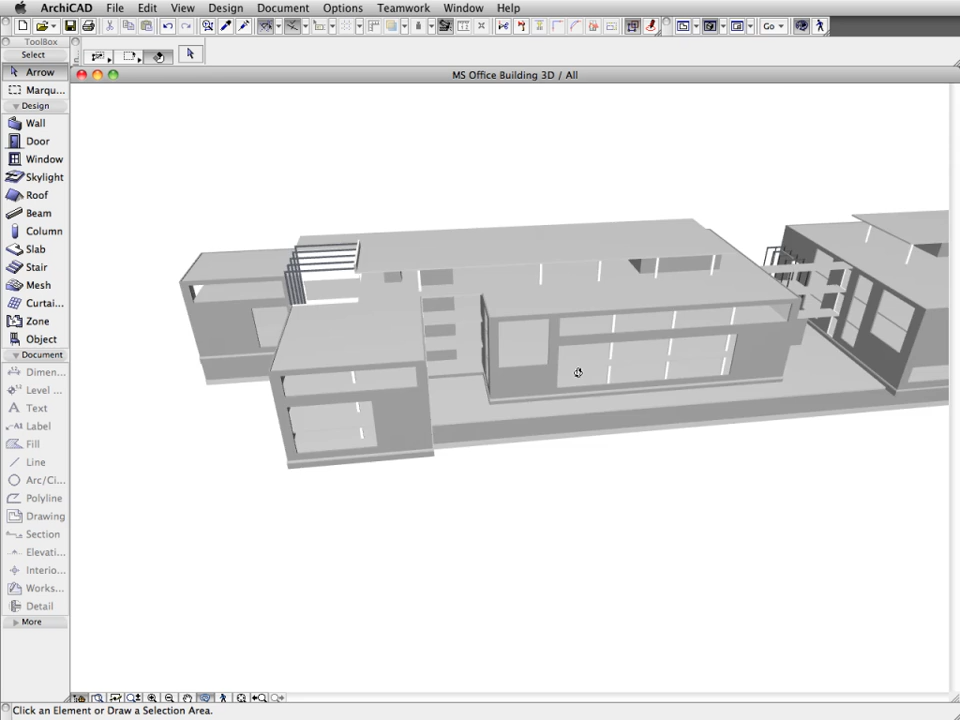 ArchiCAD File Edit View Design Document Options Teamwork Window Help
Go
ToolBox
Select
MS Office Building 3D / All
Arrow
Marqu...
Design
Wall
Door
Window
Skylight
Roof
Beam
Column
Slab
Stair
Mesh
Curtai...
Zone
Object
Document
Dimen...
Level ...
Text
A1 Label
Fill
Line
Arc/Ci...
Polyline
Drawing
Section
Elevati...
Interio...
Works...
Detail
More
Click an Element or Draw a Selection Area.